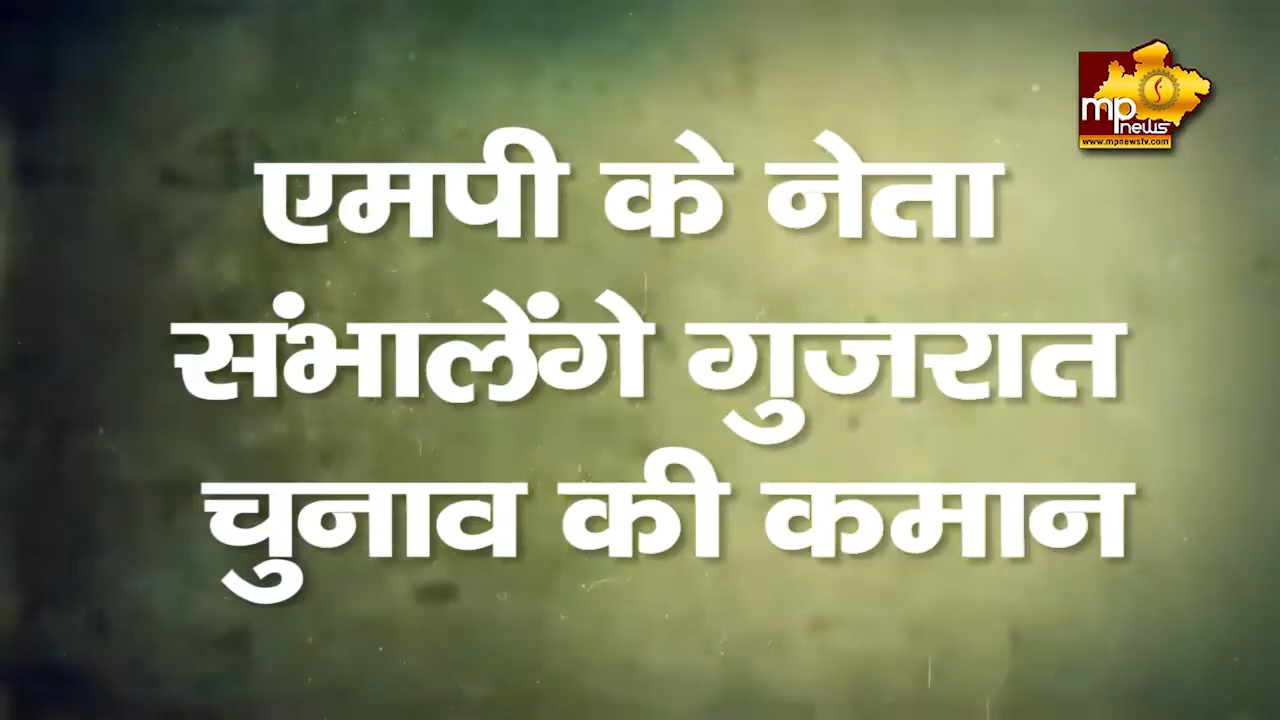 mp
news
www.mpnewstv.com
एमपी के नेता
संभालेंगे गुजरात
चुनाव की कमान